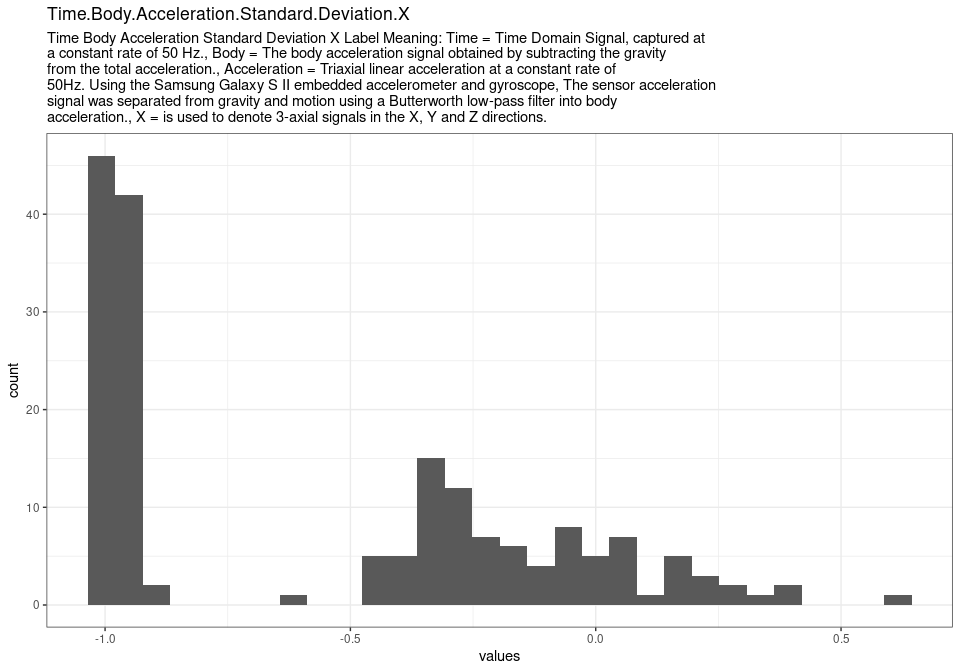 Time.Body.Acceleration.Standard.Deviation.X
Time Body Acceleration Standard Deviation X Label Meaning: Time = Time Domain Signal, captured at
a constant rate of 50 Hz., Body = The body acceleration signal obtained by subtracting the gravity
from the total acceleration., Acceleration = Triaxial linear acceleration at a constant rate of
50Hz. Using the Samsung Galaxy S II embedded accelerometer and gyroscope, The sensor acceleration
signal was separated from gravity and motion using a Butterworth low-pass filter into body
acceleration., X = is used to denote 3-axial signals in the X, Y and Z directions.
40
30
20
10
0
count
-1.0
-0.5
0.0
0.5
values